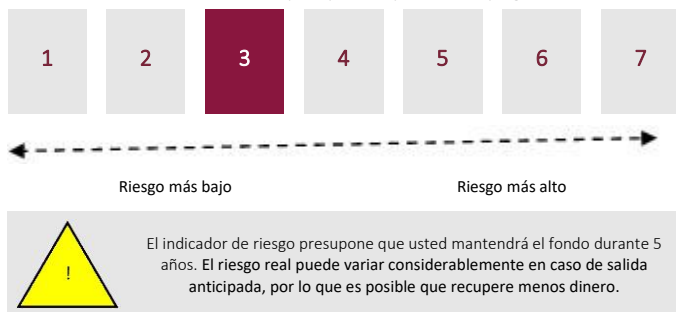 1 2 3 4 5 6 7
Riesgo más bajo Riesgo más alto
El indicador de riesgo presupone que usted mantendrá el fondo durante 5
años. El riesgo real puede variar considerablemente en caso de salida
anticipada, por lo que es posible que recupere menos dinero.
!